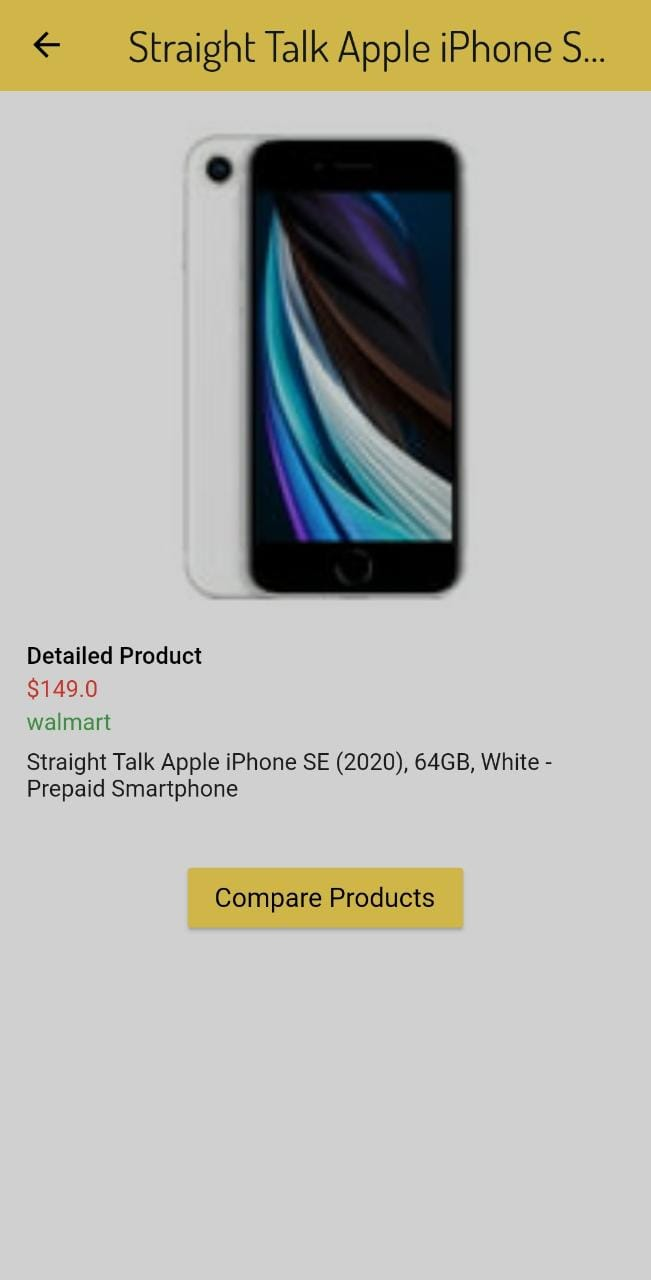 Straight Talk Apple iPhone S...
Detailed Product
$149.0
walmart
Straight Talk Apple iPhone SE (2020), 64GB, White -
Prepaid Smartphone
Compare Products